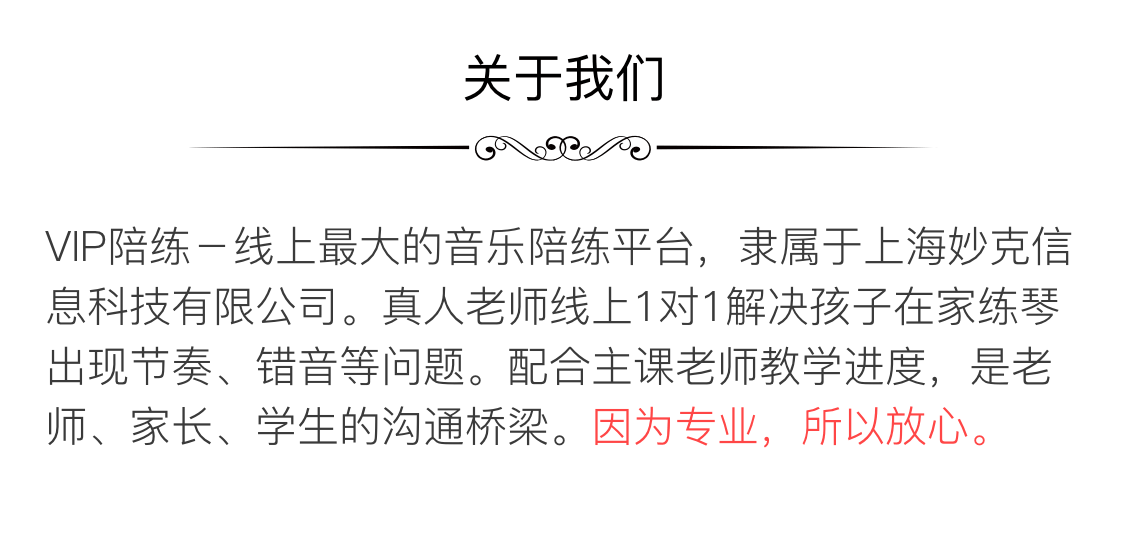 关于我们
VIP陪练－线上最大的音乐陪练平台，隶属于上海妙克信
息科技有限公司。真人老师线上1对1解决孩子在家练琴
出现节奏、错音等问题。配合主课老师教学进度，是老
师、家长、学生的沟通桥梁。因为专业，所以放心。